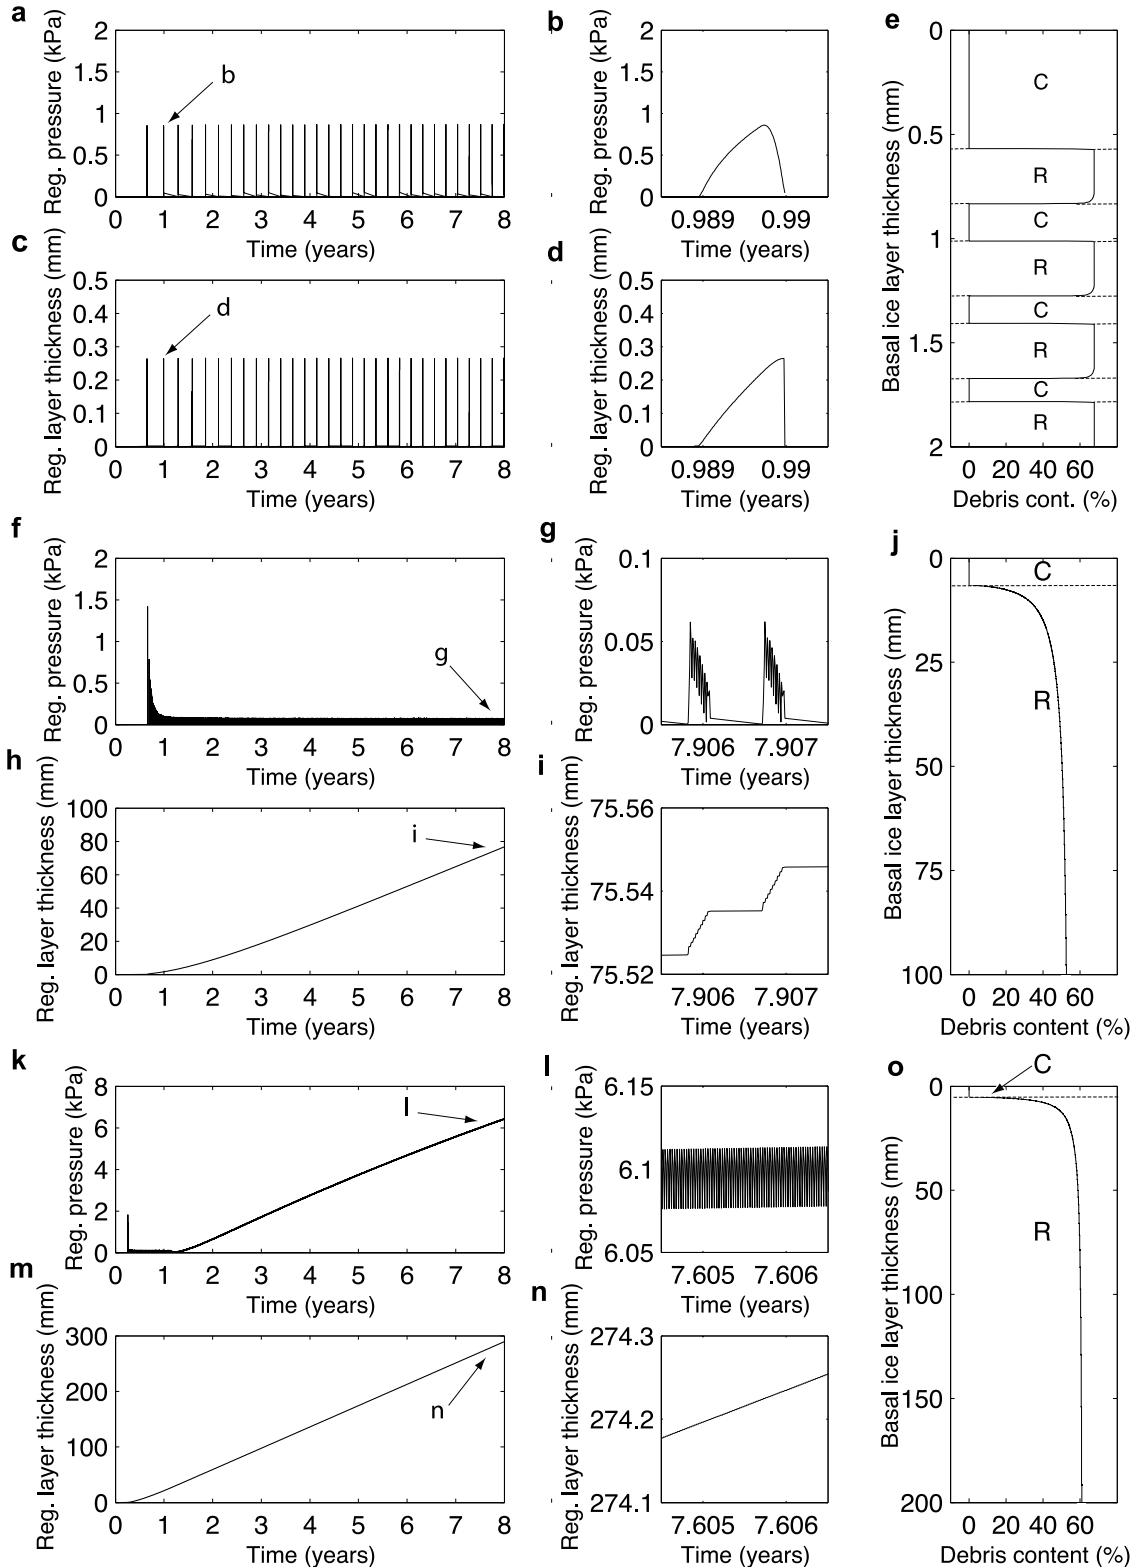 a
Reg. pressure (kPa)
2
1.5
1
0.5
0
b
0 1 2 3 4 5 6 7 8
Time (years)
b
Reg. pressure (kPa)
2
1.5
1
0.5
0
0.989 0.99
Time (years)
c
Reg. layer thickness (mm)
0.5
0.4
0.3
0.2
0.1
0
d
0 1 2 3 4 5 6 7 8
Time (years)
d
Reg. layer thickness (mm)
0.5
0.4
0.3
0.2
0.1
0
0.989 0.99
Time (years)
e
Basal ice layer thickness (mm)
0
0.5
1
1.5
2
C
R
C
R
C
R
C
R
0 20 40 60
Debris cont. (%)
f
Reg. pressure (kPa)
2
1.5
1
0.5
0
g
0 1 2 3 4 5 6 7 8
Time (years)
g
Reg. pressure (kPa)
0.1
0.05
0
7.906 7.907
Time (years)
h
Reg. layer thickness (mm)
100
80
60
40
20
0
i
0 1 2 3 4 5 6 7 8
Time (years)
i
Reg. layer thickness (mm)
75.56
75.54
75.52
7.906 7.907
Time (years)
j
Basal ice layer thickness (mm)
0
25
50
75
100
C
R
0 20 40 60
Debris content (%)
k
Reg. pressure (kPa)
8
6
4
2
0
l
0 1 2 3 4 5 6 7 8
Time (years)
l
Reg. pressure (kPa)
6.15
6.1
6.05
7.605 7.606
Time (years)
m
Reg. layer thickness (mm)
300
200
100
0
n
0 1 2 3 4 5 6 7 8
Time (years)
n
Reg. layer thickness (mm)
274.3
274.2
274.1
7.605 7.606
Time (years)
o
Basal ice layer thickness (mm)
0
50
100
150
200
C
R
0 20 40 60
Debris content (%)